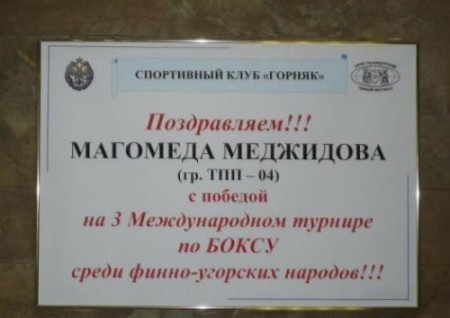 СПОРТИВНЫЙ КЛУБ «ГОРНЯК»
Поздравляем!!!
МАГОМЕДА МЕДЖИДОВА
(гр. ТПП – 04)
с победой
на 3 Международном турнире
по БОКСУ
среди финно-угорских народов!!!